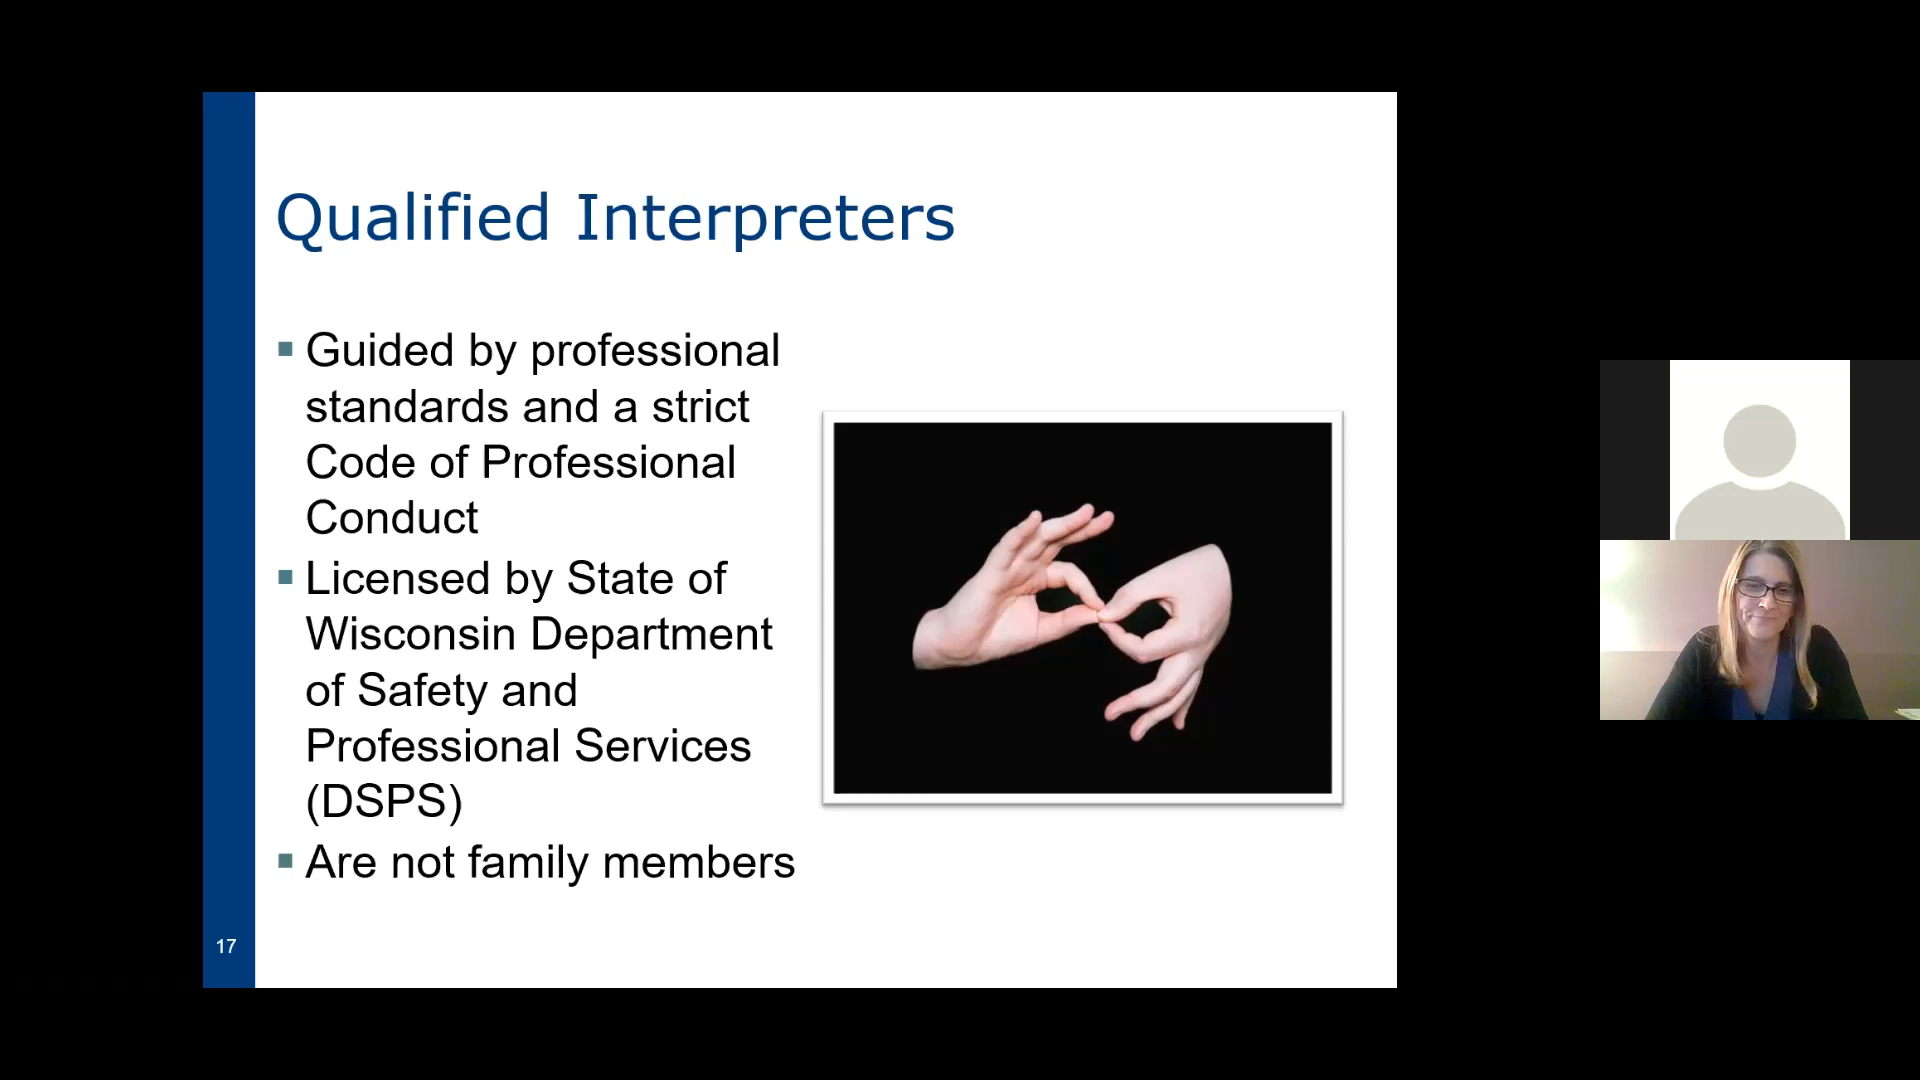 Qualified Interpreters
Guided by professional
standards and a strict
Code of Professional
Conduct
Licensed by State of
Wisconsin Department
of Safety and
Professional Services
(DSPS)
Are not family members
17